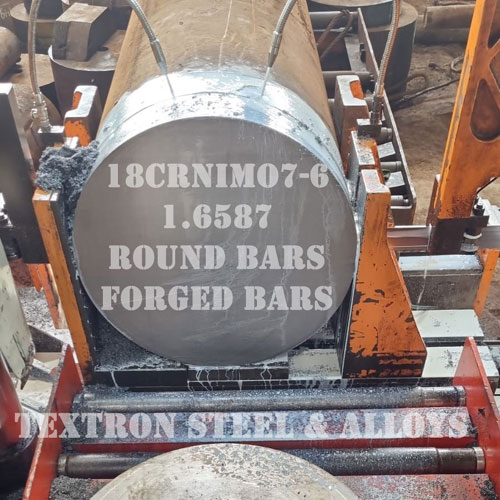 18CRNIMO7-6
1.6587
ROUND BARS
FORGED BARS
TEXTRON STEEL & ALLOYS